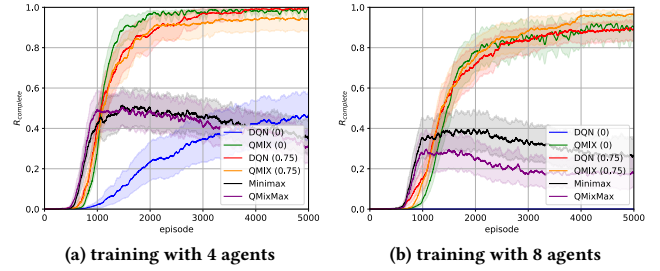 1.0
0.8
0.6
0.4
0.2
0.0
R_complete
0 1000 2000 3000 4000 5000
episode
DQN (0)
QMIX (0)
DQN (0.75)
QMIX (0.75)
Minimax
QMixMax
(a) training with 4 agents
1.0
0.8
0.6
0.4
0.2
0.0
R_complete
0 1000 2000 3000 4000 5000
episode
DQN (0)
QMIX (0)
DQN (0.75)
QMIX (0.75)
Minimax
QMixMax
(b) training with 8 agents